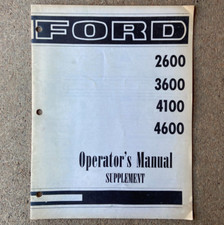 FORD
2600
3600
4100
4600
Operator's Manual
SUPPLEMENT